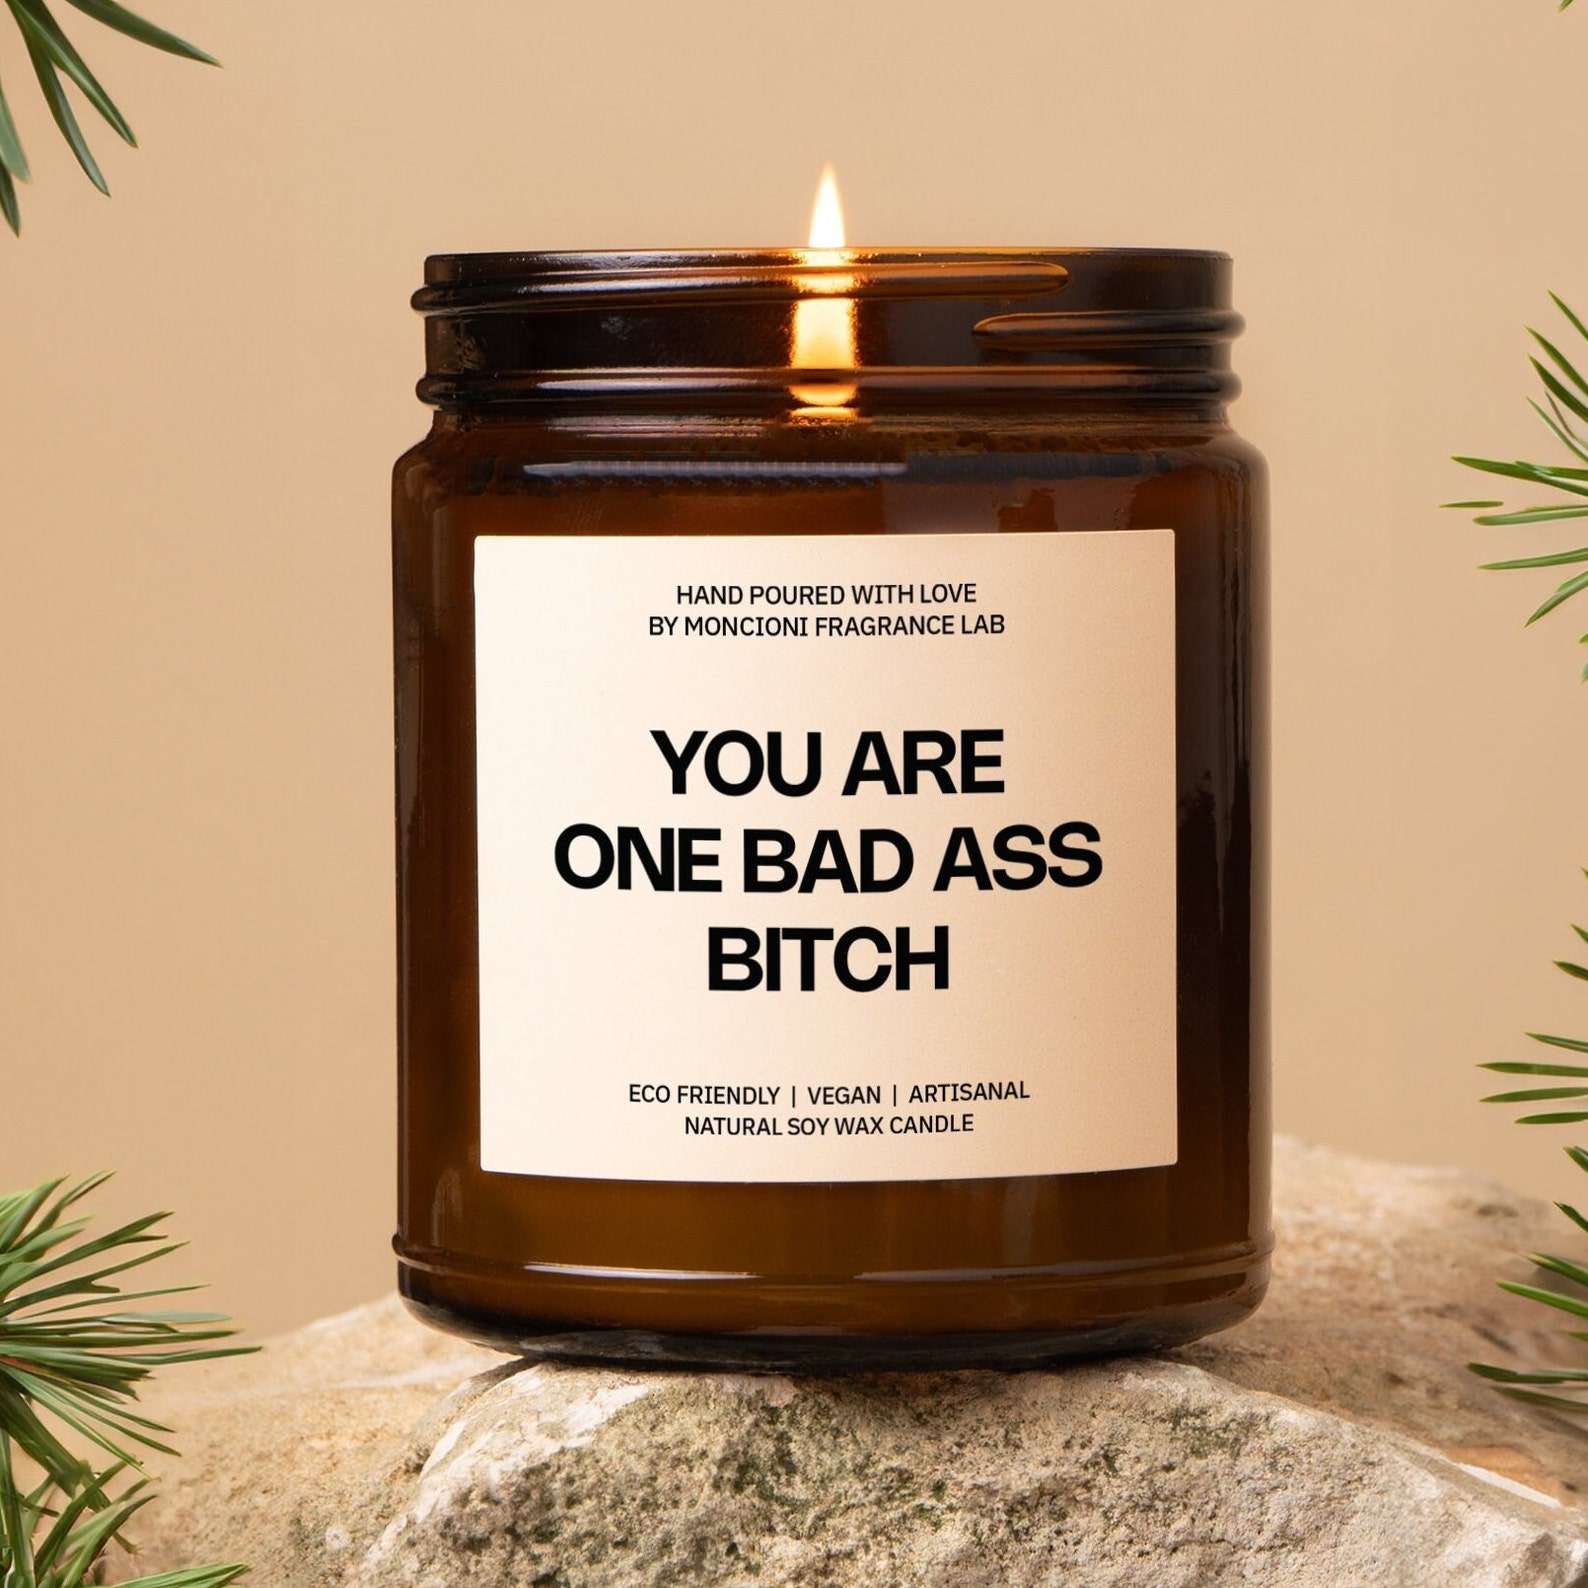 HAND POURED WITH LOVE
BY MONCIONI FRAGRANCE LAB
YOU ARE
ONE BAD ASS
BITCH
ECO FRIENDLY | VEGAN | ARTISANAL
NATURAL SOY WAX CANDLE